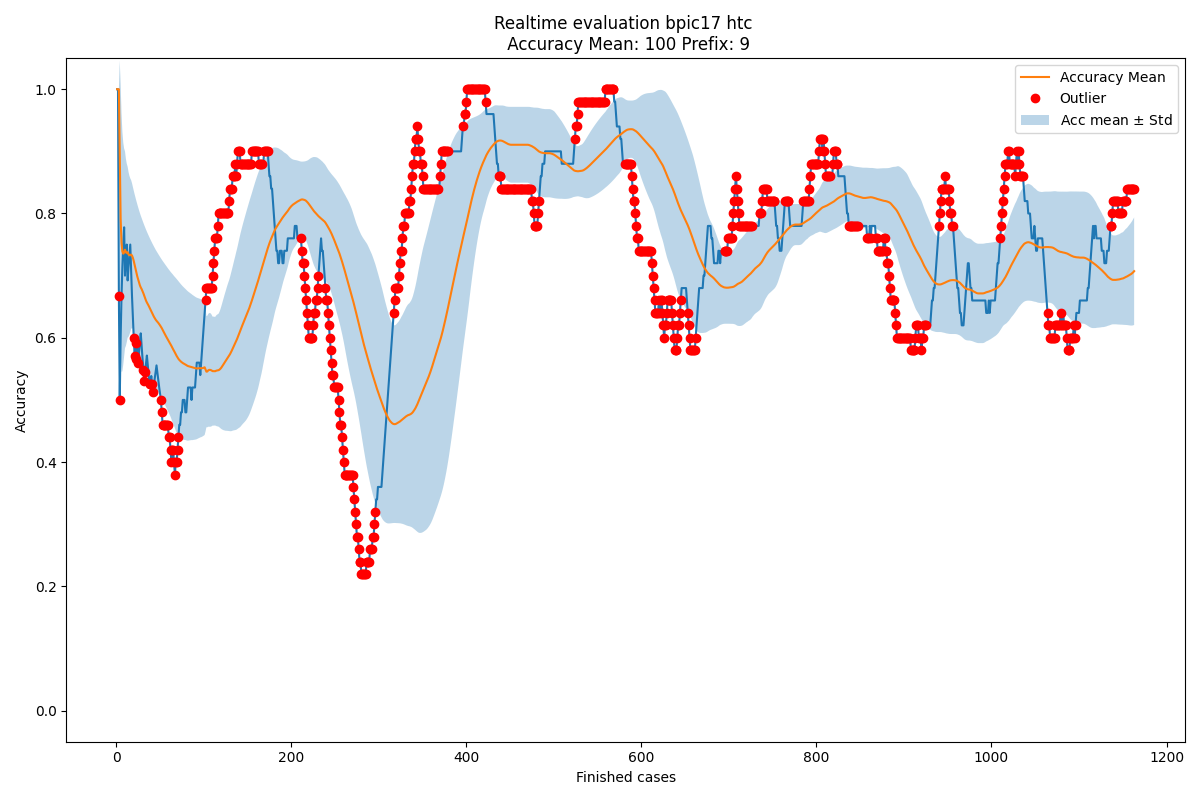 Realtime evaluation bpic17 htc
Accuracy Mean: 100 Prefix: 9
Accuracy Mean
Outlier
Acc mean ± Std
Accuracy
1.0
0.8
0.6
0.4
0.2
0.0
0 200 400 600 800 1000 1200
Finished cases